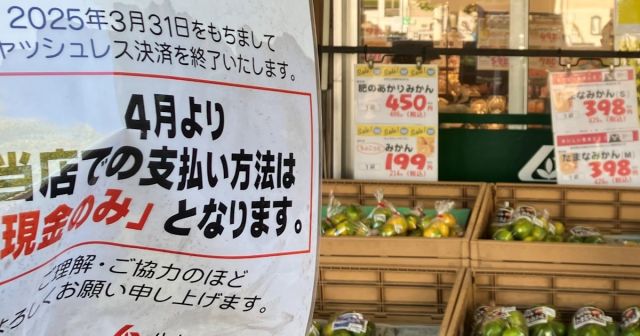 2025年3月31日をもちまして
ャッシュレス決済を終了いたします。
4月より
当店での支払い方法は
現金のみ」となります。
ご理解・ご協力のほど
よろしくお願い申し上げます。
肥のあかりみかん
450円
みかん
199円
なみかん(S)
398円
たまなみかん(M)
398円